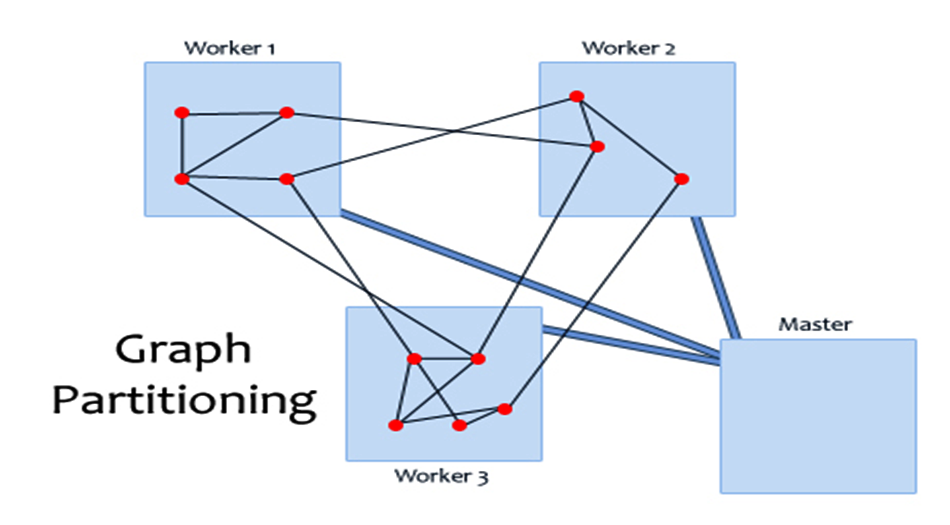 Worker 1
Worker 2
Master
Graph
Partitioning
Worker 3